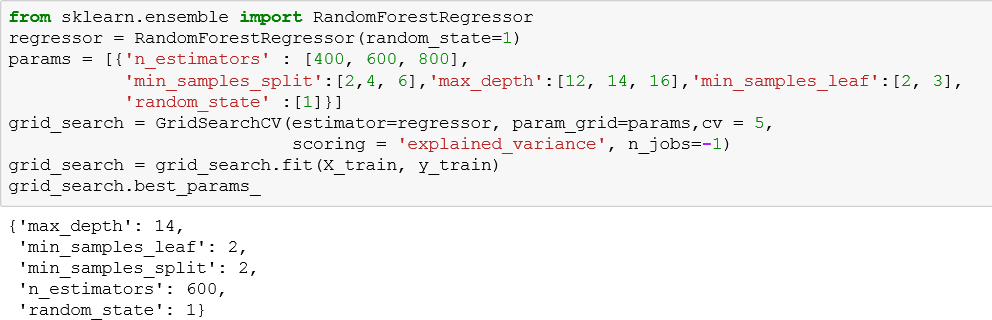 from sklearn.ensemble import RandomForestRegressor
regressor = RandomForestRegressor(random_state=1)
params = [{'n_estimators' : [400, 600, 800],
'min_samples_split':[2,4, 6],'max_depth':[12, 14, 16],'min_samples_leaf':[2, 3],
'random_state' :[1]}]
grid_search = GridSearchCV(estimator=regressor, param_grid=params,cv = 5,
scoring = 'explained_variance', n_jobs=-1)
grid_search = grid_search.fit(X_train, y_train)
grid_search.best_params_
{'max_depth': 14,
'min_samples_leaf': 2,
'min_samples_split': 2,
'n_estimators': 600,
'random_state': 1}